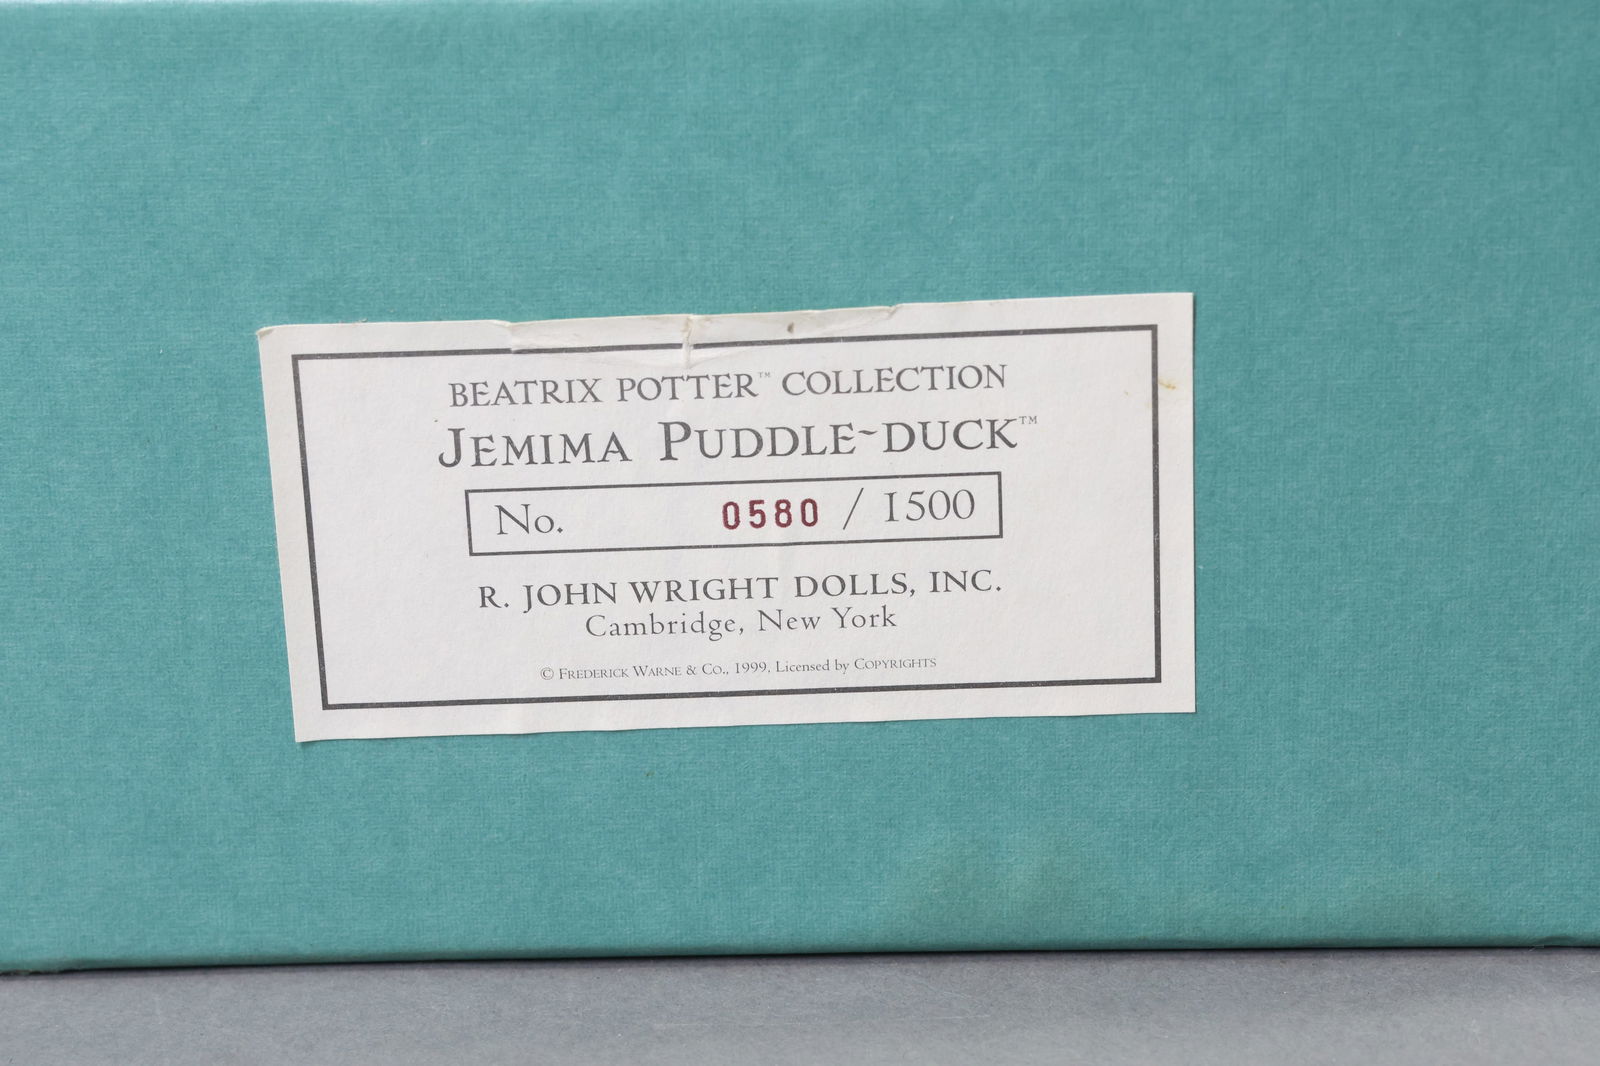 BEATRIX POTTER™ COLLECTION
JEMIMA PUDDLE~DUCK™
No. 0580 / 1500
R. JOHN WRIGHT DOLLS, INC.
Cambridge, New York
© FREDERICK WARNE & CO., 1999, Licensed by COPYRIGHTS